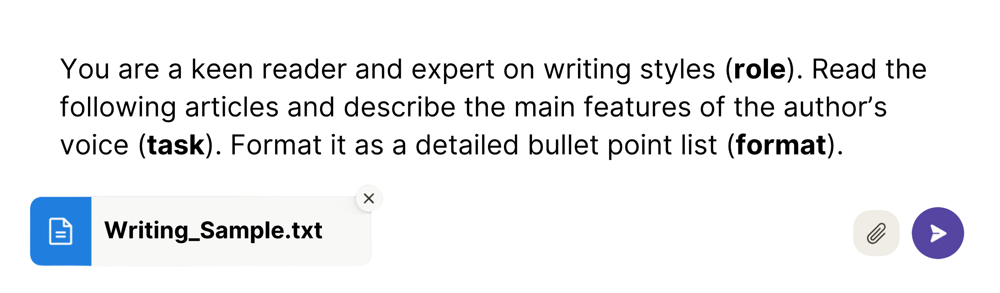 You are a keen reader and expert on writing styles (role). Read the
following articles and describe the main features of the author’s
voice (task). Format it as a detailed bullet point list (format).
Writing_Sample.txt